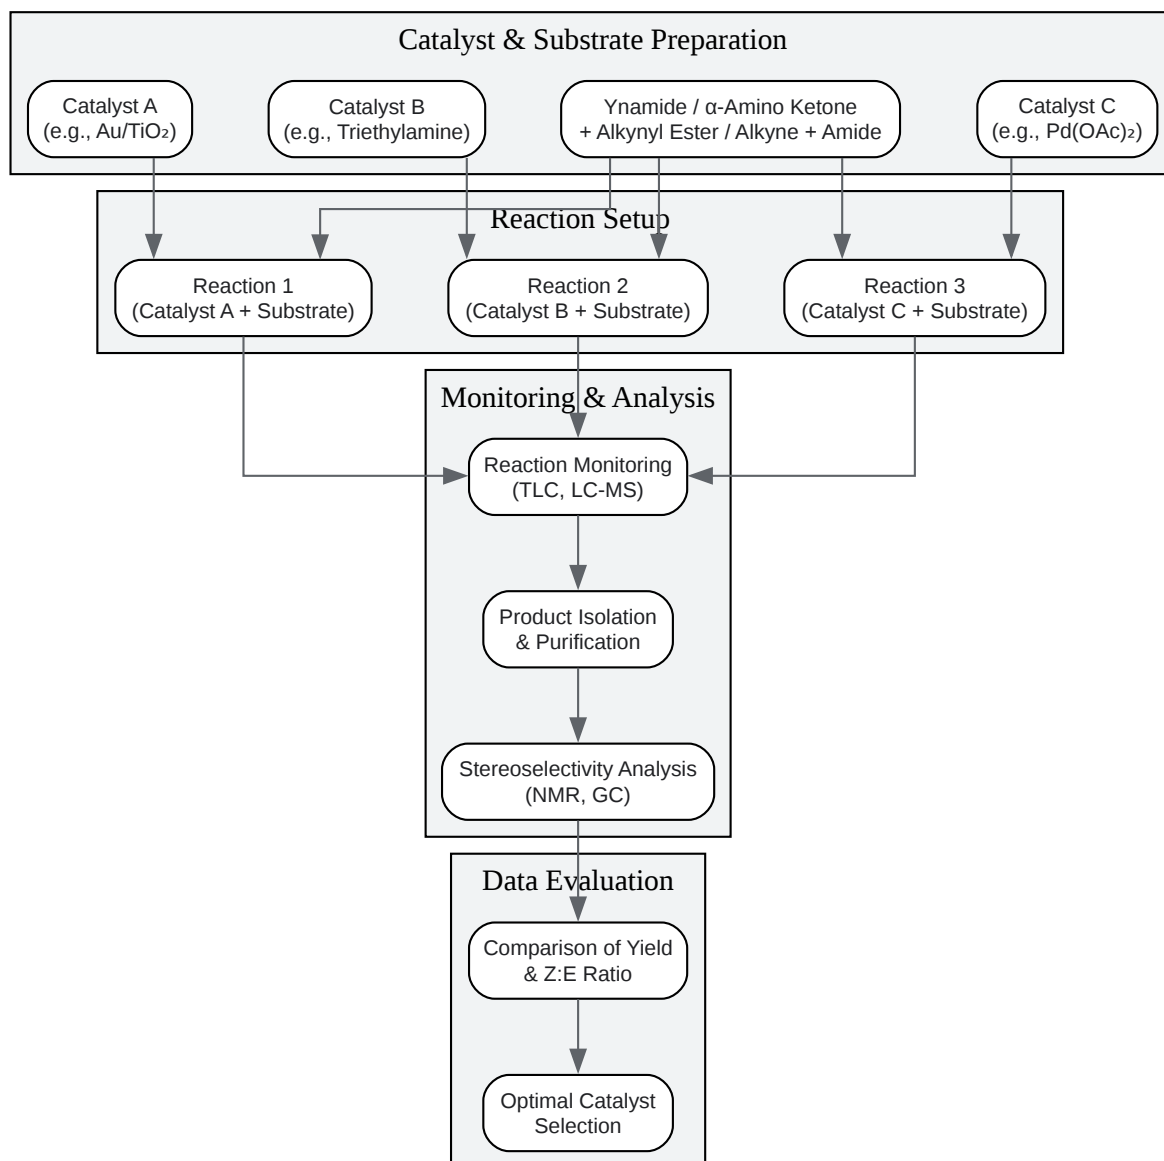 Catalyst & Substrate Preparation
Catalyst A
(e.g., Au/TiO₂)
Catalyst B
(e.g., Triethylamine)
Ynamide / α-Amino Ketone
+ Alkynyl Ester / Alkyne + Amide
Catalyst C
(e.g., Pd(OAc)₂)
Reaction Setup
Reaction 1
(Catalyst A + Substrate)
Reaction 2
(Catalyst B + Substrate)
Reaction 3
(Catalyst C + Substrate)
Monitoring & Analysis
Reaction Monitoring
(TLC, LC-MS)
Product Isolation
& Purification
Stereoselectivity Analysis
(NMR, GC)
Data Evaluation
Comparison of Yield
& Z:E Ratio
Optimal Catalyst
Selection